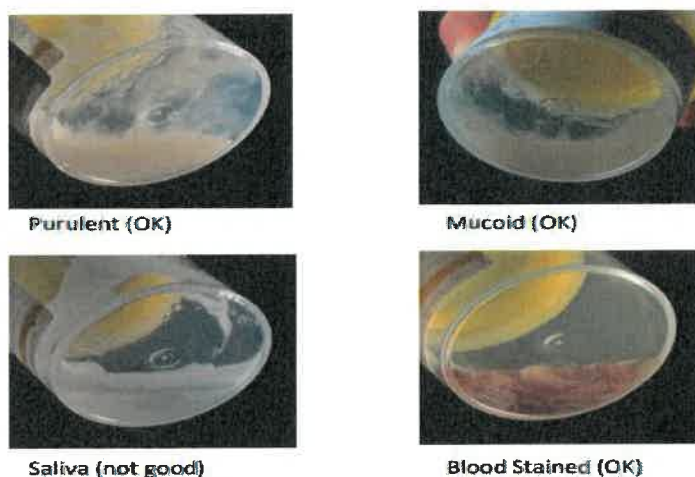 Purulent (OK)
Mucoid (OK)
Saliva (not good)
Blood Stained (OK)